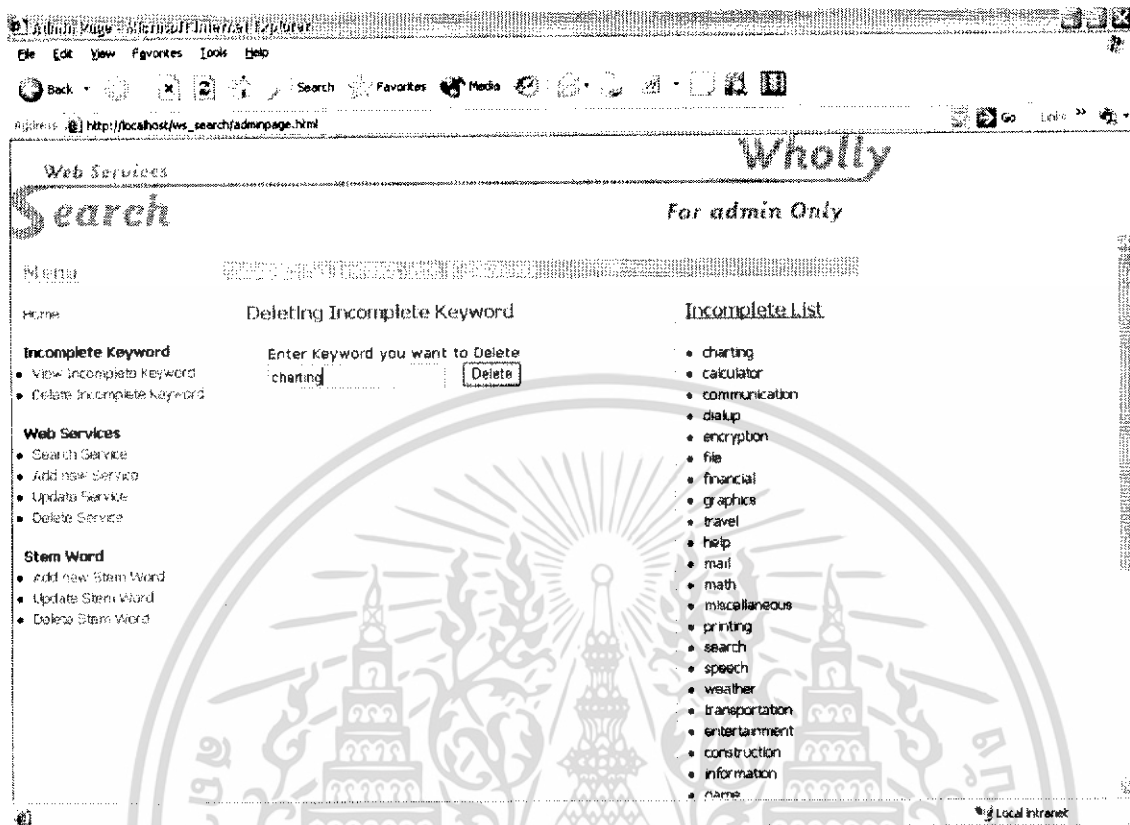 Admin Page - Microsoft Internet Explorer
File Edit View Favorites Tools Help
Back Search Favorites Media
Address http://localhost/ws_search/adminpage.html Go Links »
Web Services
Search
Wholly
For admin Only
Menu
Home
Incomplete Keyword
View Incomplete Keyword
Delete Incomplete Keyword
Web Services
Search Service
Add new Service
Update Service
Delete Service
Stem Word
Add new Stem Word
Update Stem Word
Delete Stem Word
Deleting Incomplete Keyword
Enter Keyword you want to Delete
charting Delete
Incomplete List
charting
calculator
communication
dialup
encryption
file
financial
graphics
travel
help
mail
math
miscellaneous
printing
search
speech
weather
transportation
entertainment
construction
information
Local intranet